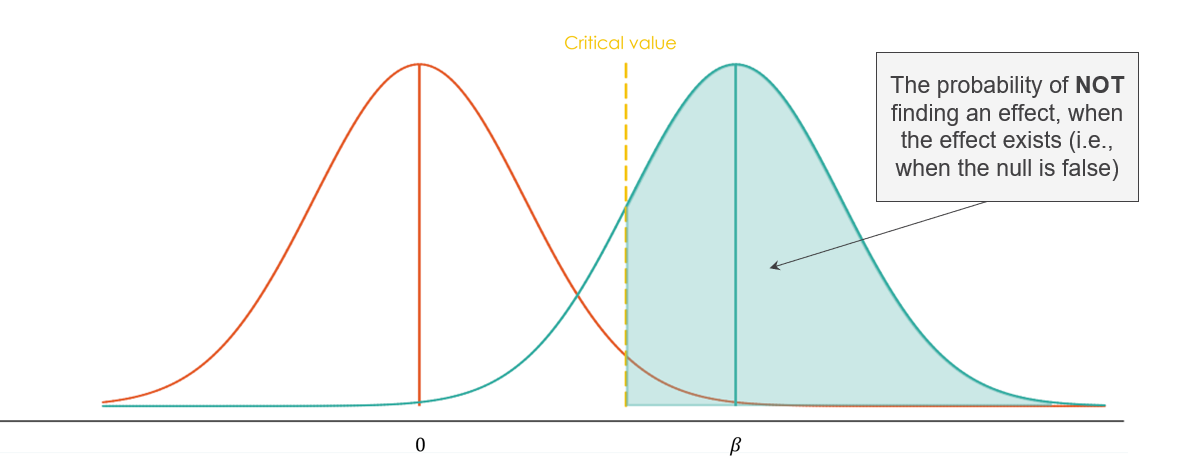 Critical value
The probability of NOT
finding an effect, when
the effect exists (i.e.,
when the null is false)
0
β